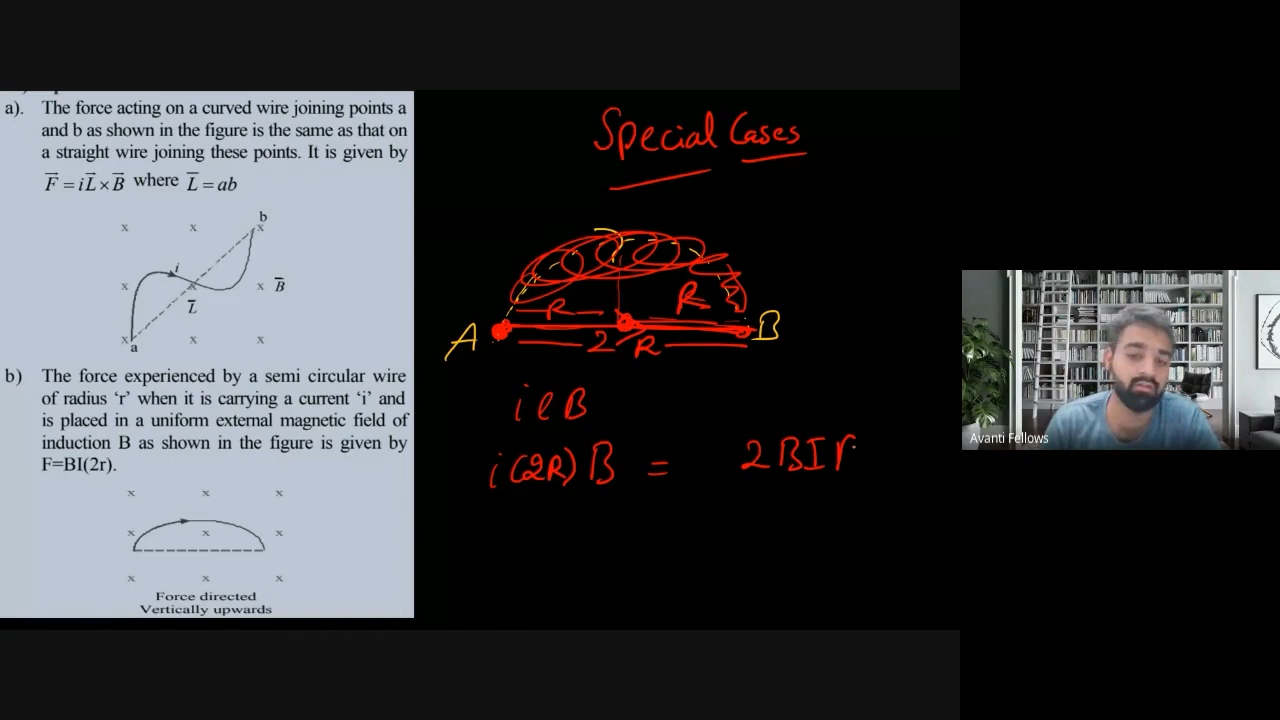 a). The force acting on a curved wire joining points a
and b as shown in the figure is the same as that on
a straight wire joining these points. It is given by
F⃗ = iL⃗ × B⃗ where L̅ = ab
b
x x x
i
x x x B̅
L̅
x x x
a
b) The force experienced by a semi circular wire
of radius ‘r’ when it is carrying a current ‘i’ and
is placed in a uniform external magnetic field of
induction B as shown in the figure is given by
F=BI(2r).
x x x
x x x
x x x
Force directed
Vertically upwards
Special Cases
R R
A B
2R
i l B
i(2R)B = 2BIr
Avanti Fellows